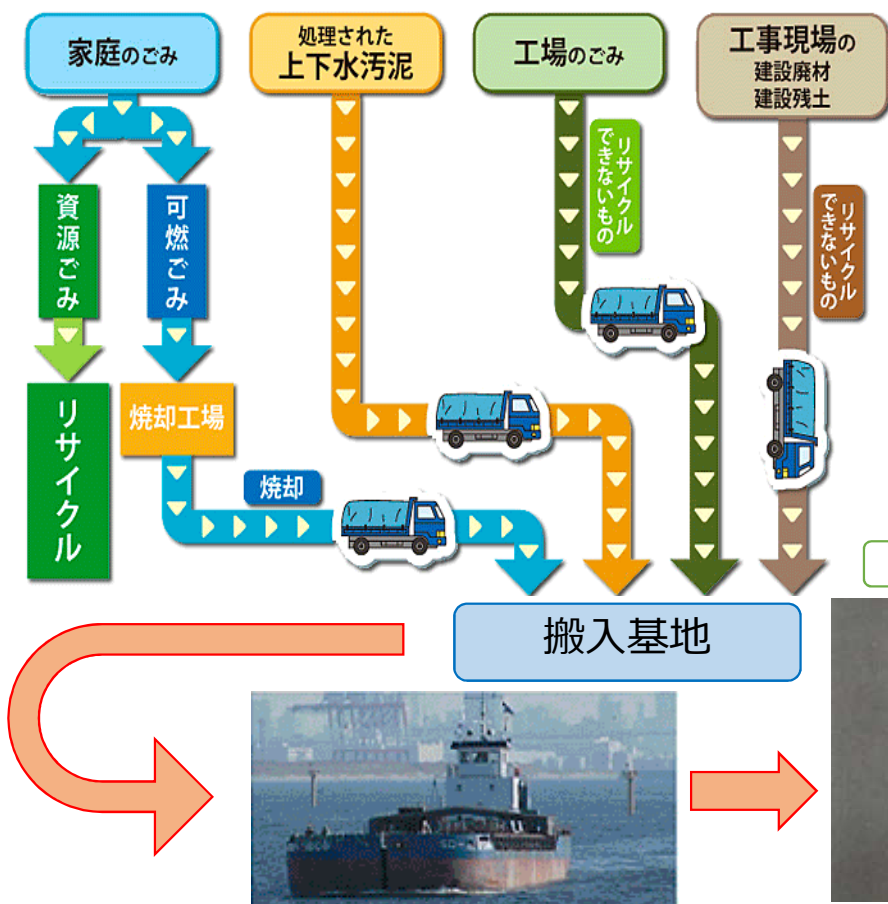 家庭のごみ
処理された
上下水汚泥
工場のごみ
工事現場の
建設廃材
建設残土
資源ごみ
可燃ごみ
リサイクル
できないもの
リサイクル
できないもの
リサイクル
焼却工場
焼却
搬入基地